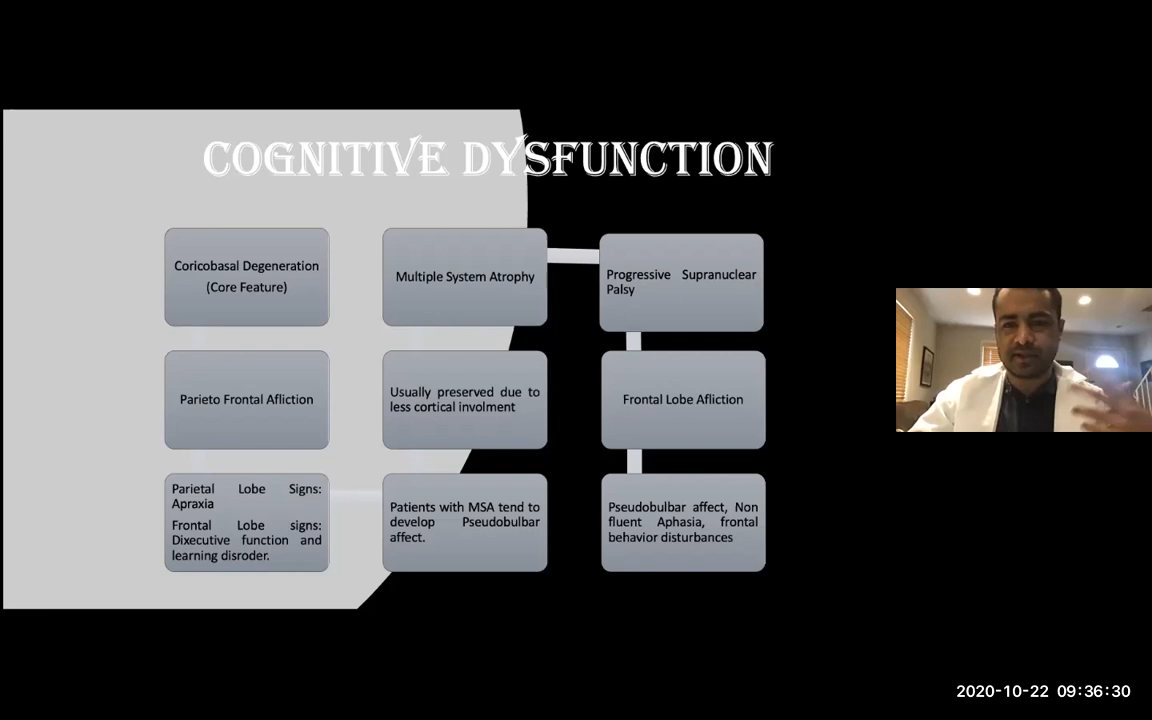 COGNITIVE DYSFUNCTION
Coricobasal Degeneration
(Core Feature)
Multiple System Atrophy
Progressive Supranuclear
Palsy
Parieto Frontal Afliction
Usually preserved due to
less cortical involment
Frontal Lobe Afliction
Parietal Lobe Signs:
Apraxia
Frontal Lobe signs:
Dixecutive function and
learning disroder.
Patients with MSA tend to
develop Pseudobulbar
affect.
Pseudobulbar affect, Non
fluent Aphasia, frontal
behavior disturbances
2020-10-22 09:36:30